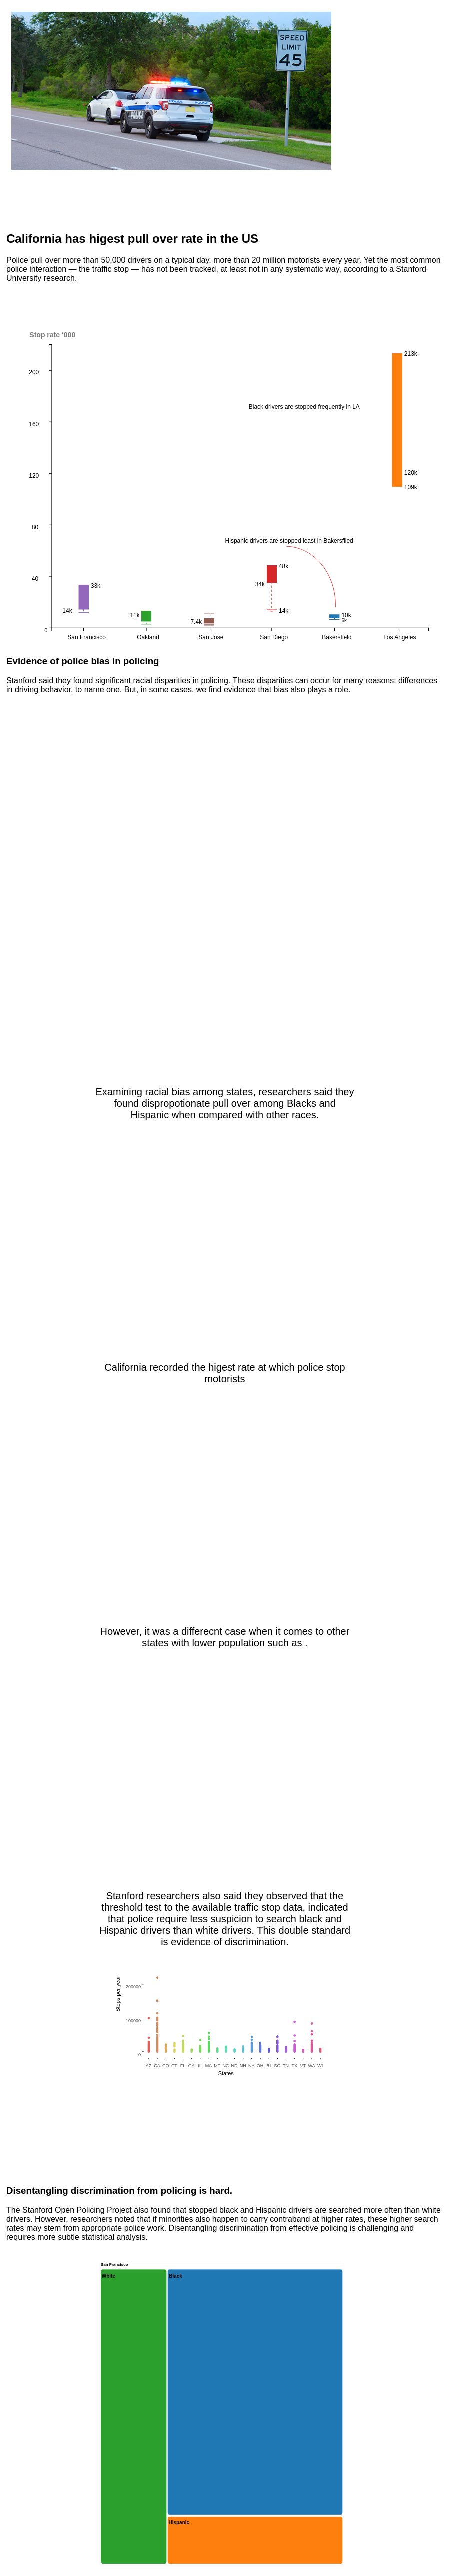 SPEED
LIMIT
45
POLICE
California has higest pull over rate in the US
Police pull over more than 50,000 drivers on a typical day, more than 20 million motorists every year. Yet the most common
police interaction — the traffic stop — has not been tracked, at least not in any systematic way, according to a Stanford
University research.
Stop rate '000
213k
200
Black drivers are stopped frequently in LA
160
120
120k
109k
80
Hispanic drivers are stopped least in Bakersfiled
48k
40
34k
33k
14k
11k
7.4k
14k
10k
6k
0
San Francisco Oakland San Jose San Diego Bakersfield Los Angeles
Evidence of police bias in policing
Stanford said they found significant racial disparities in policing. These disparities can occur for many reasons: differences
in driving behavior, to name one. But, in some cases, we find evidence that bias also plays a role.
Examining racial bias among states, researchers said they
found dispropotionate pull over among Blacks and
Hispanic when compared with other races.
California recorded the higest rate at which police stop
motorists
However, it was a differecnt case when it comes to other
states with lower population such as .
Stanford researchers also said they observed that the
threshold test to the available traffic stop data, indicated
that police require less suspicion to search black and
Hispanic drivers than white drivers. This double standard
is evidence of discrimination.
Stops per year
200000
100000
0
AZ CA CO CT FL GA IL MA MT NC ND NH NY OH RI SC TN TX VT WA WI
States
Disentangling discrimination from policing is hard.
The Stanford Open Policing Project also found that stopped black and Hispanic drivers are searched more often than white
drivers. However, researchers noted that if minorities also happen to carry contraband at higher rates, these higher search
rates may stem from appropriate police work. Disentangling discrimination from effective policing is challenging and
requires more subtle statistical analysis.
San Francisco
White
Black
Hispanic